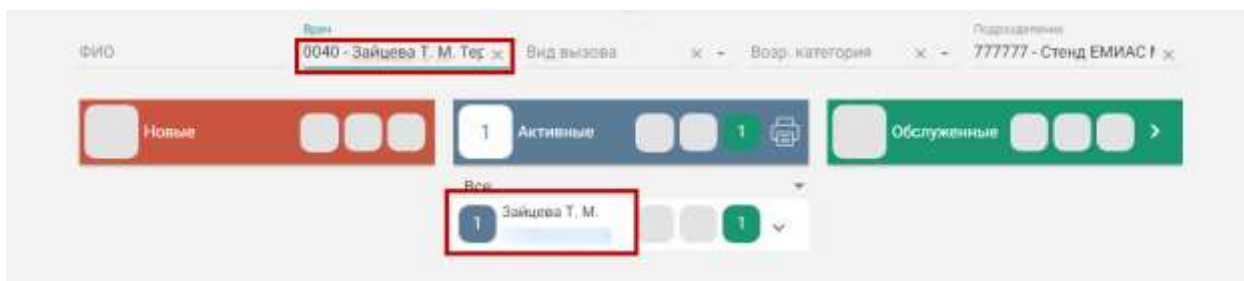 Врач
Подразделение
ФИО
0040 - Зайцева Т. М. Тер
Вид вызова
Возр. категория
777777 - Стенд ЕМИАС М
Новые
1
Активные
1
Обслуженные
Все
1
Зайцева Т. М.
1